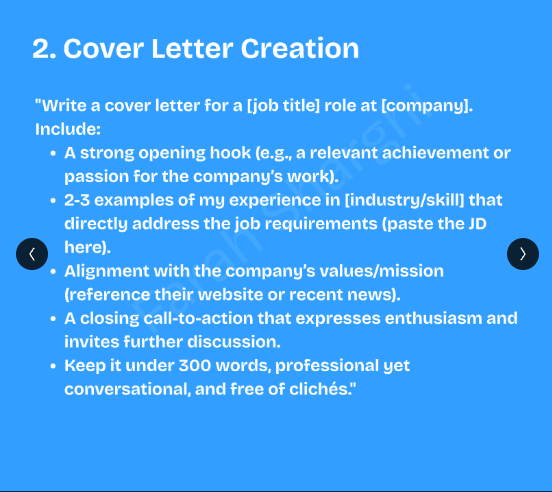 2. Cover Letter Creation
"Write a cover letter for a [job title] role at [company].
Include:
• A strong opening hook (e.g., a relevant achievement or
passion for the company's work).
• 2-3 examples of my experience in [industry/skill] that
directly address the job requirements (paste the JD
here).
• Alignment with the company's values/mission
(reference their website or recent news).
• A closing call-to-action that expresses enthusiasm and
invites further discussion.
• Keep it under 300 words, professional yet
conversational, and free of clichés."
Farah Sharghi